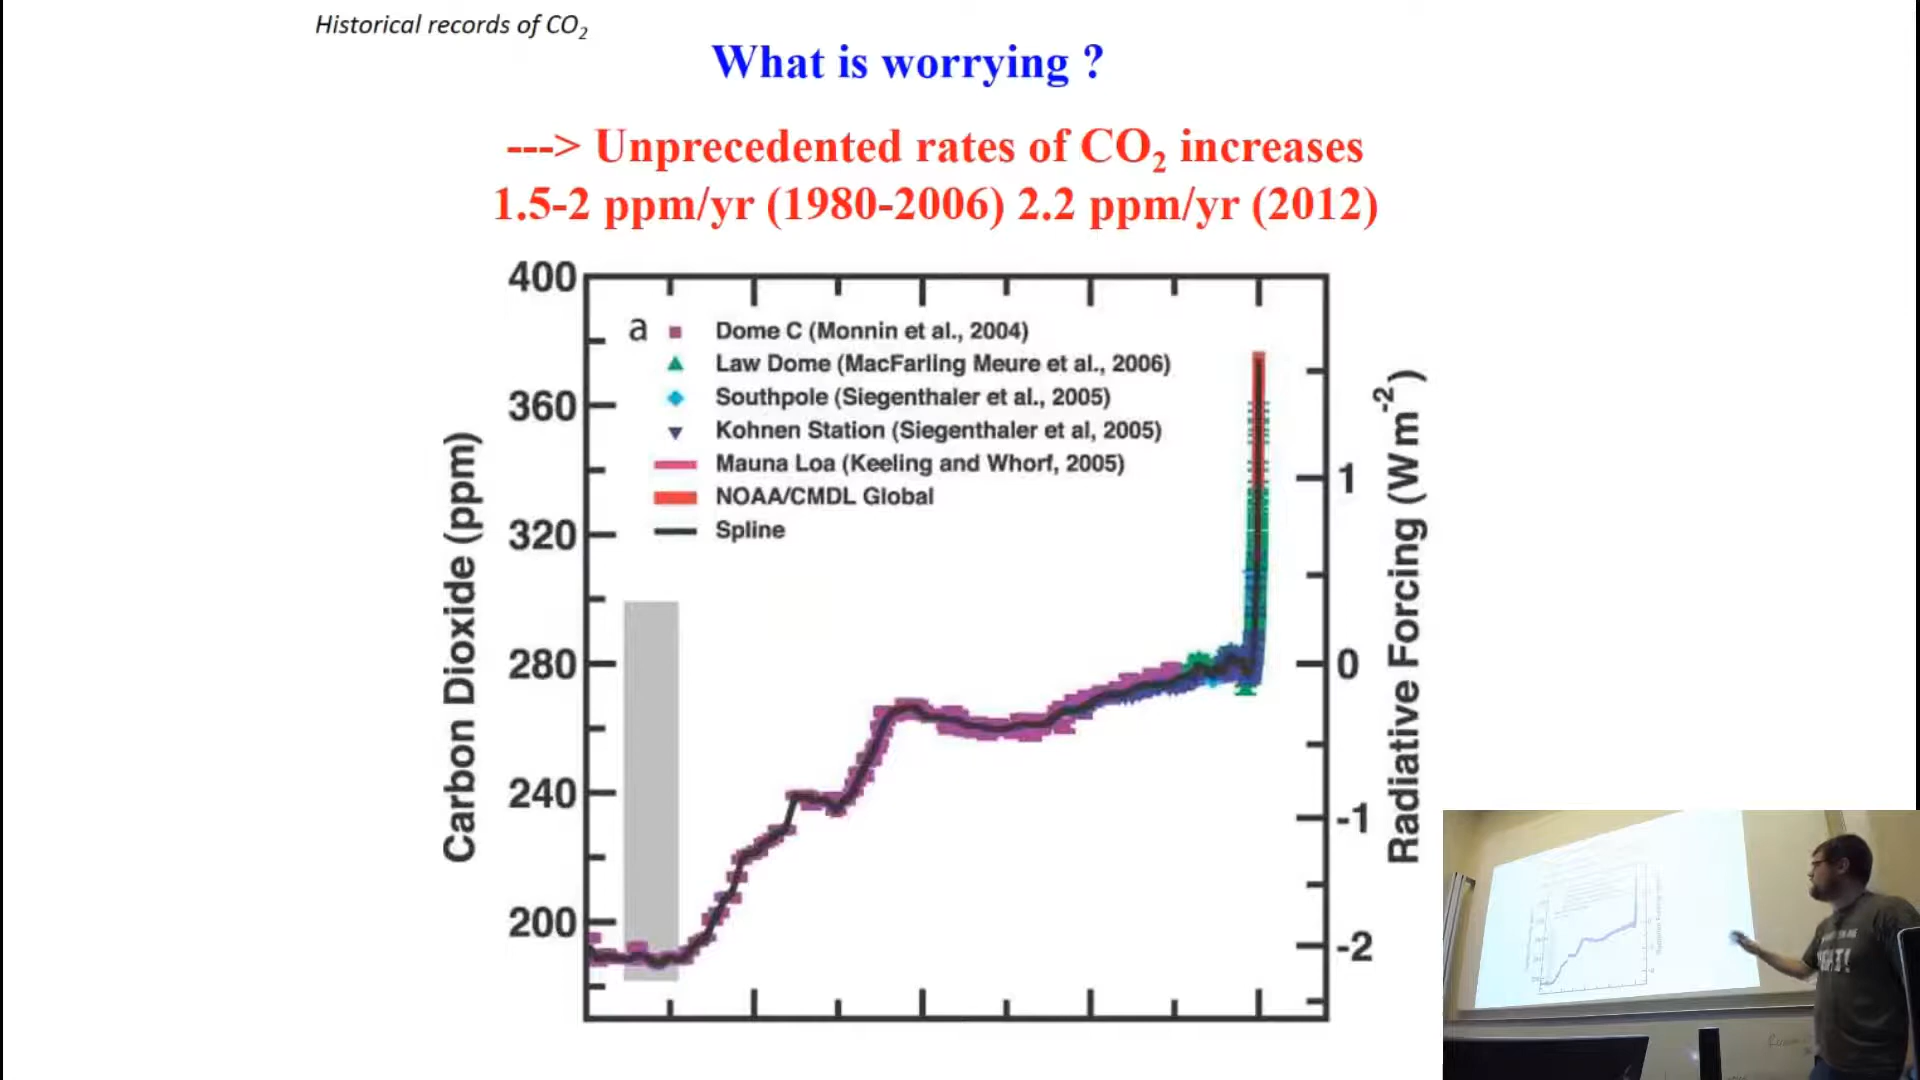 Historical records of CO2
What is worrying ?
---> Unprecedented rates of CO2 increases
1.5-2 ppm/yr (1980-2006) 2.2 ppm/yr (2012)
400
360
320
280
240
200
Carbon Dioxide (ppm)
a
Dome C (Monnin et al., 2004)
Law Dome (MacFarling Meure et al., 2006)
Southpole (Siegenthaler et al., 2005)
Kohnen Station (Siegenthaler et al, 2005)
Mauna Loa (Keeling and Whorf, 2005)
NOAA/CMDL Global
Spline
1
0
-1
-2
Radiative Forcing (Wm-2)